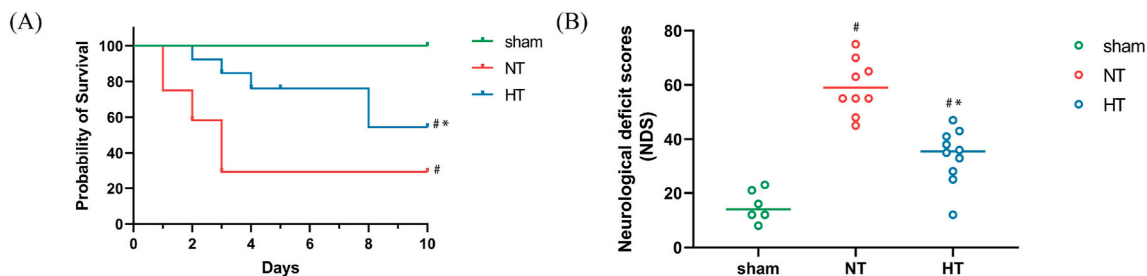 (A)
Probability of Survival
100
80
60
40
20
0
0 2 4 6 8 10
Days
sham
NT
HT
# *
#
(B)
Neurological deficit scores
(NDS)
80
60
40
20
0
#
# *
sham NT HT
sham
NT
HT